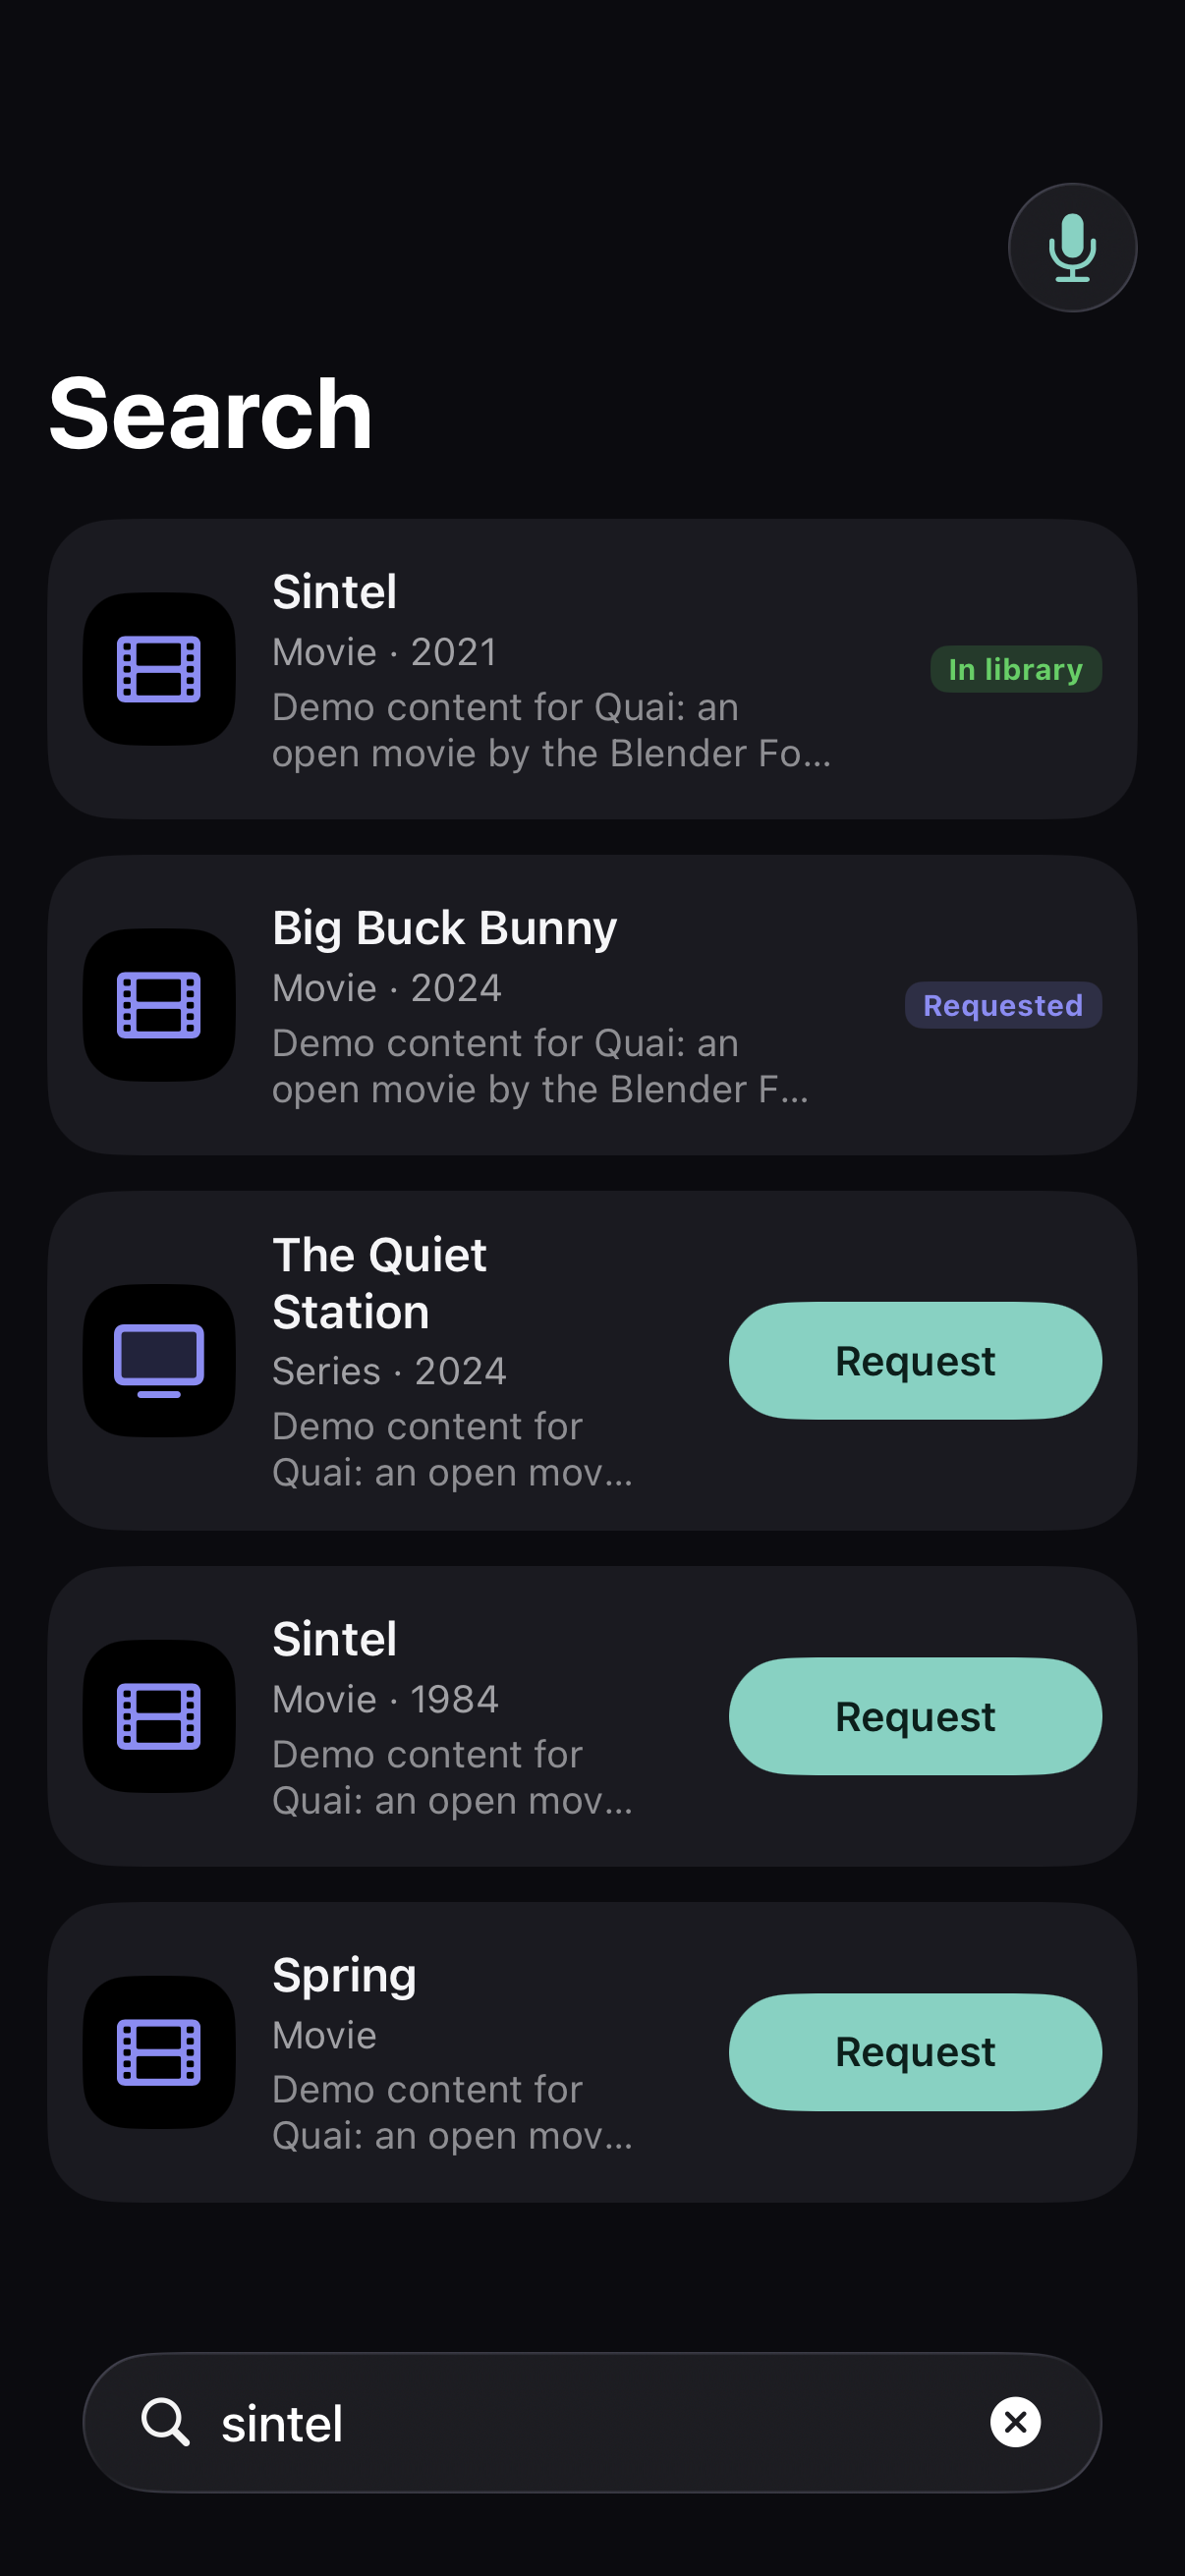 Search
Sintel
Movie · 2021
Demo content for Quai: an
open movie by the Blender Fo...
In library
Big Buck Bunny
Movie · 2024
Demo content for Quai: an
open movie by the Blender F...
Requested
The Quiet
Station
Series · 2024
Demo content for
Quai: an open mov...
Request
Sintel
Movie · 1984
Demo content for
Quai: an open mov...
Request
Spring
Movie
Demo content for
Quai: an open mov...
Request
sintel